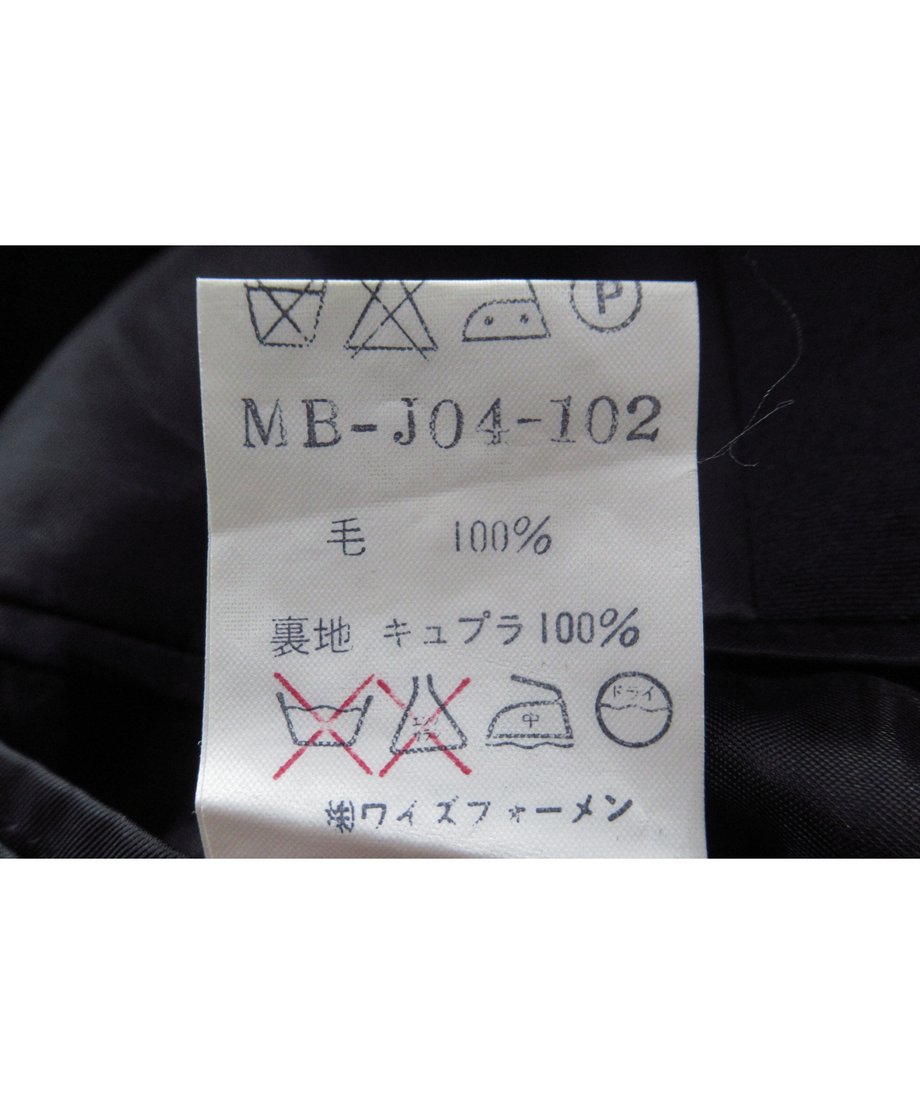 P
MB-J04-102
毛 100%
裏地 キュプラ100%
中 ドライ
㈱ワイズフォーメン